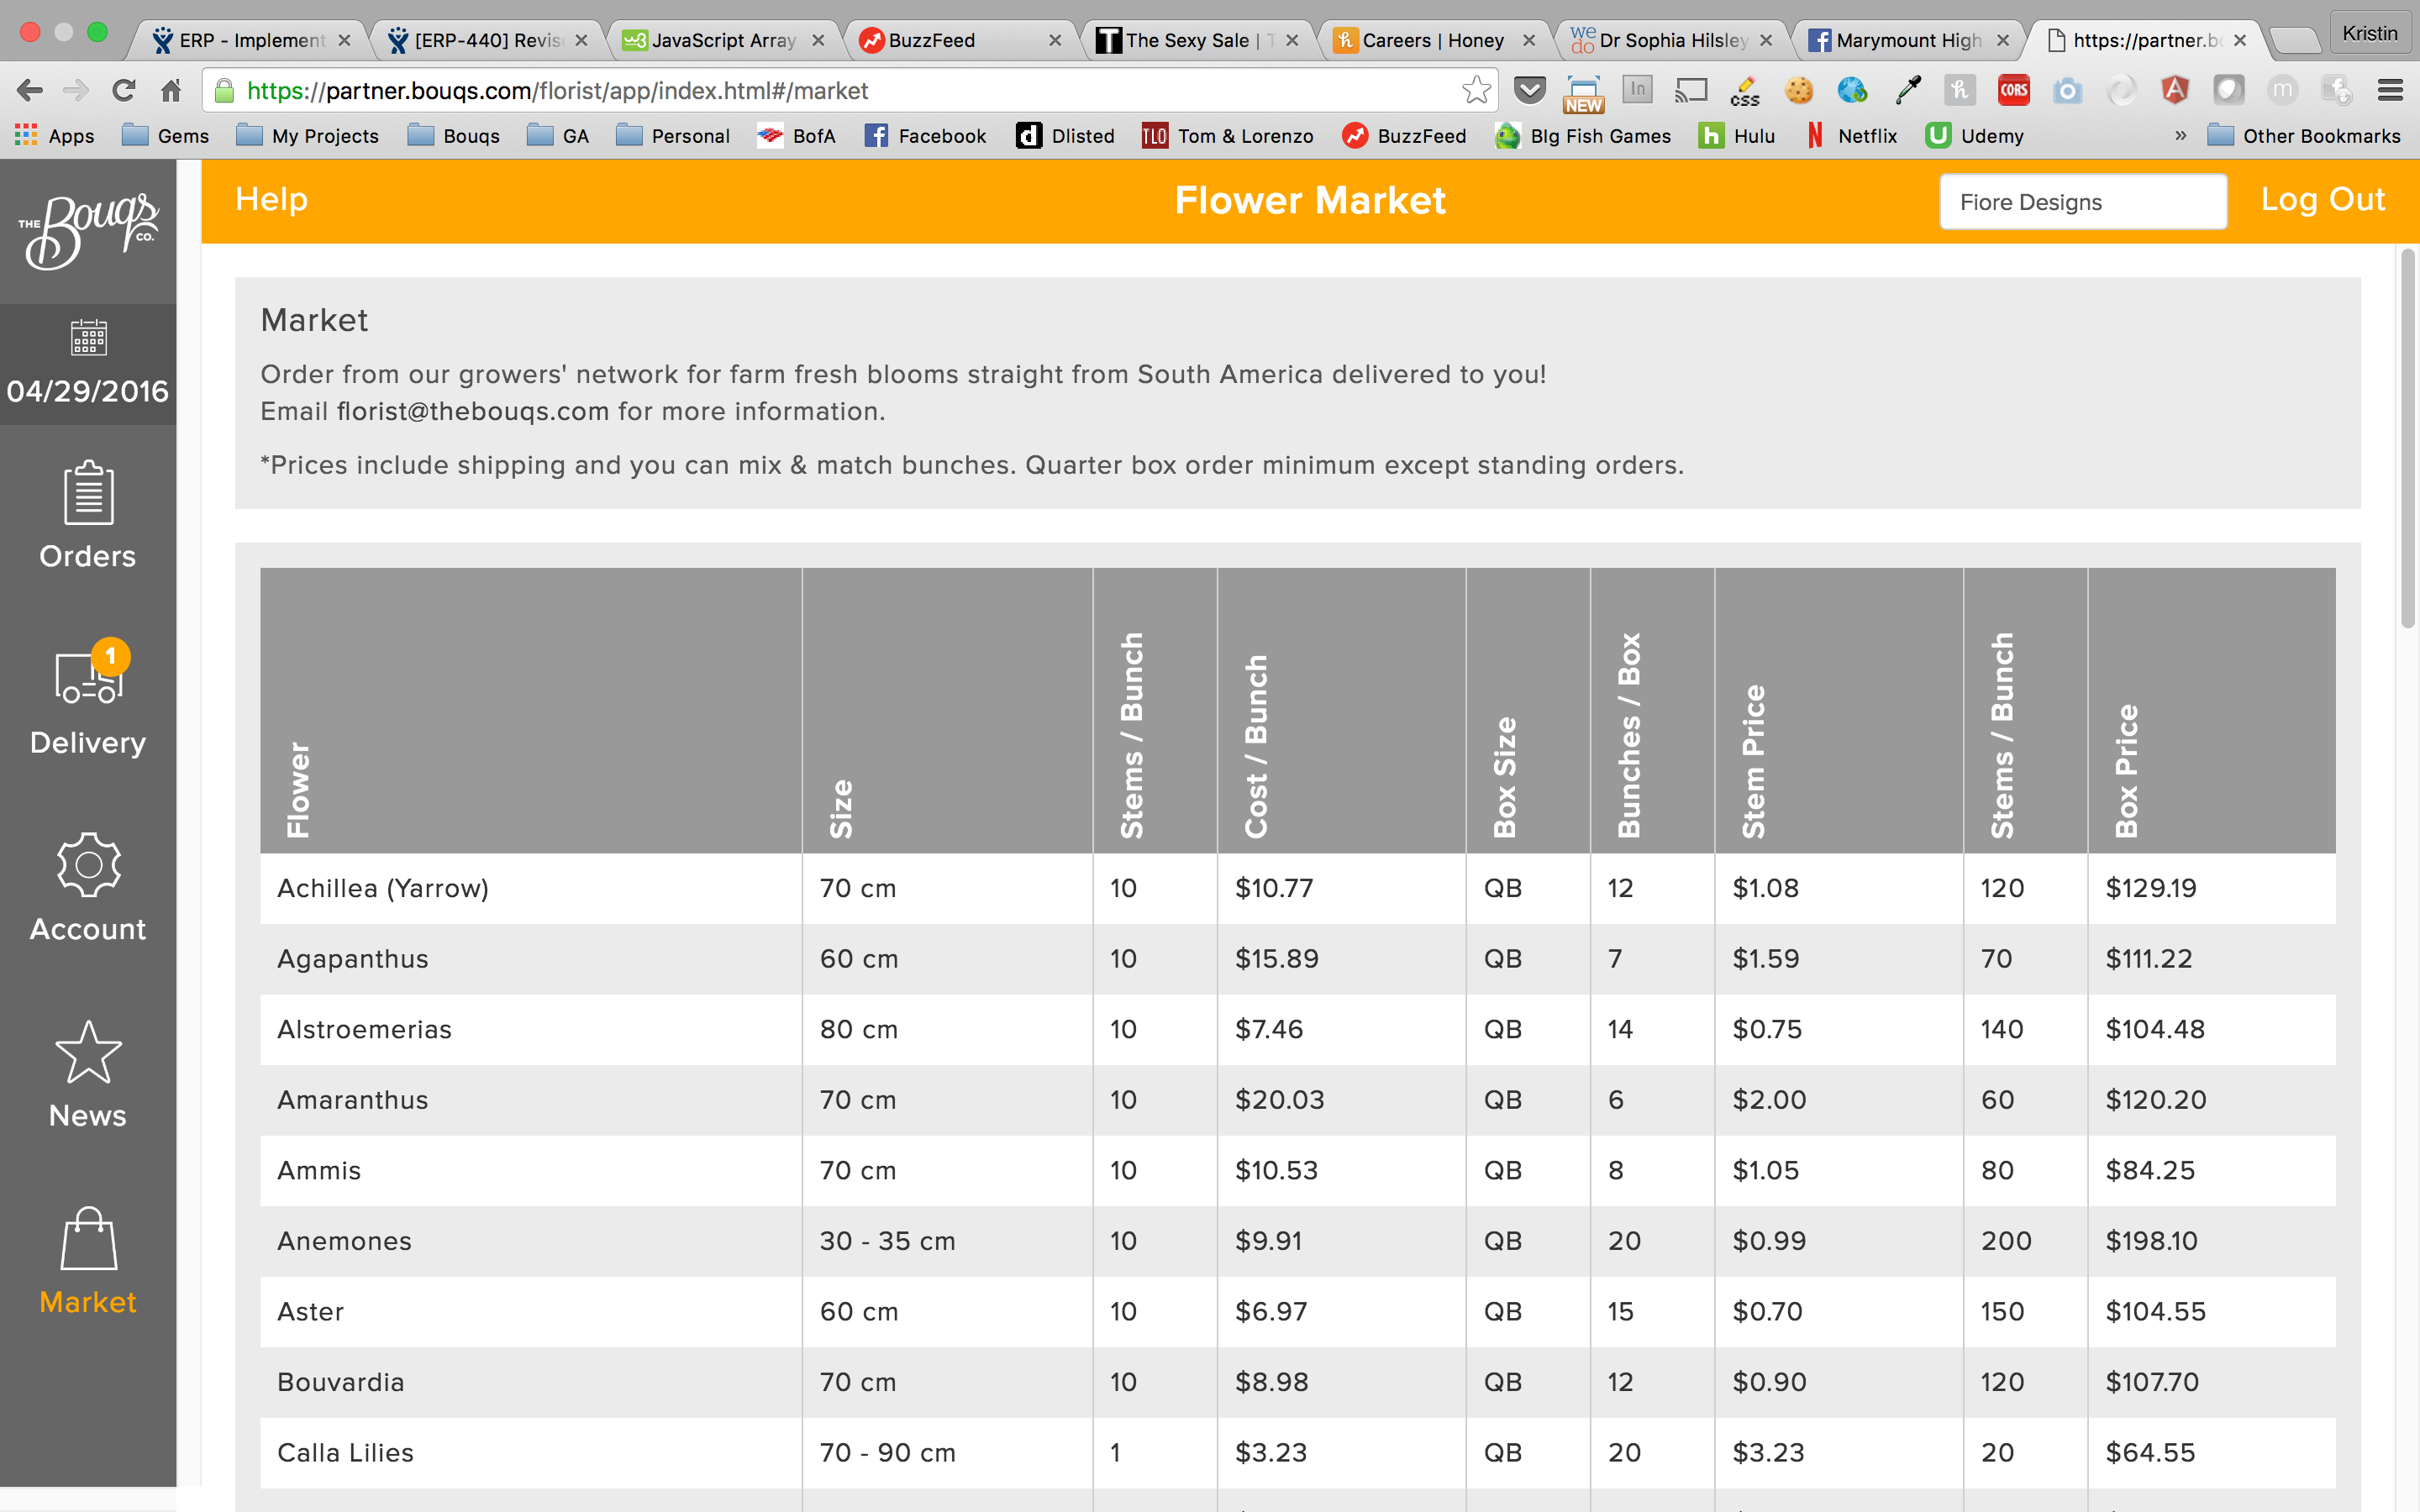 ERP - Implement
[ERP-440] Revise
JavaScript Array
BuzzFeed
The Sexy Sale | T
Careers | Honey
we do Dr Sophia Hilsley
Marymount High
https://partner.bo
Kristin
https://partner.bouqs.com/florist/app/index.html#/market
NEW
In
css
CORS
Apps
Gems
My Projects
Bouqs
GA
Personal
BofA
Facebook
Dlisted
TLO Tom & Lorenzo
BuzzFeed
BIg Fish Games
Hulu
Netflix
Udemy
»
Other Bookmarks
THE Bouqs CO.
Help
Flower Market
Fiore Designs
Log Out
04/29/2016
Orders
1
Delivery
Account
News
Market
Market
Order from our growers' network for farm fresh blooms straight from South America delivered to you!
Email florist@thebouqs.com for more information.
*Prices include shipping and you can mix & match bunches. Quarter box order minimum except standing orders.
Flower Size Stems / Bunch Cost / Bunch Box Size Bunches / Box Stem Price Stems / Bunch Box Price
Achillea (Yarrow) 70 cm 10 $10.77 QB 12 $1.08 120 $129.19
Agapanthus 60 cm 10 $15.89 QB 7 $1.59 70 $111.22
Alstroemerias 80 cm 10 $7.46 QB 14 $0.75 140 $104.48
Amaranthus 70 cm 10 $20.03 QB 6 $2.00 60 $120.20
Ammis 70 cm 10 $10.53 QB 8 $1.05 80 $84.25
Anemones 30 - 35 cm 10 $9.91 QB 20 $0.99 200 $198.10
Aster 60 cm 10 $6.97 QB 15 $0.70 150 $104.55
Bouvardia 70 cm 10 $8.98 QB 12 $0.90 120 $107.70
Calla Lilies 70 - 90 cm 1 $3.23 QB 20 $3.23 20 $64.55